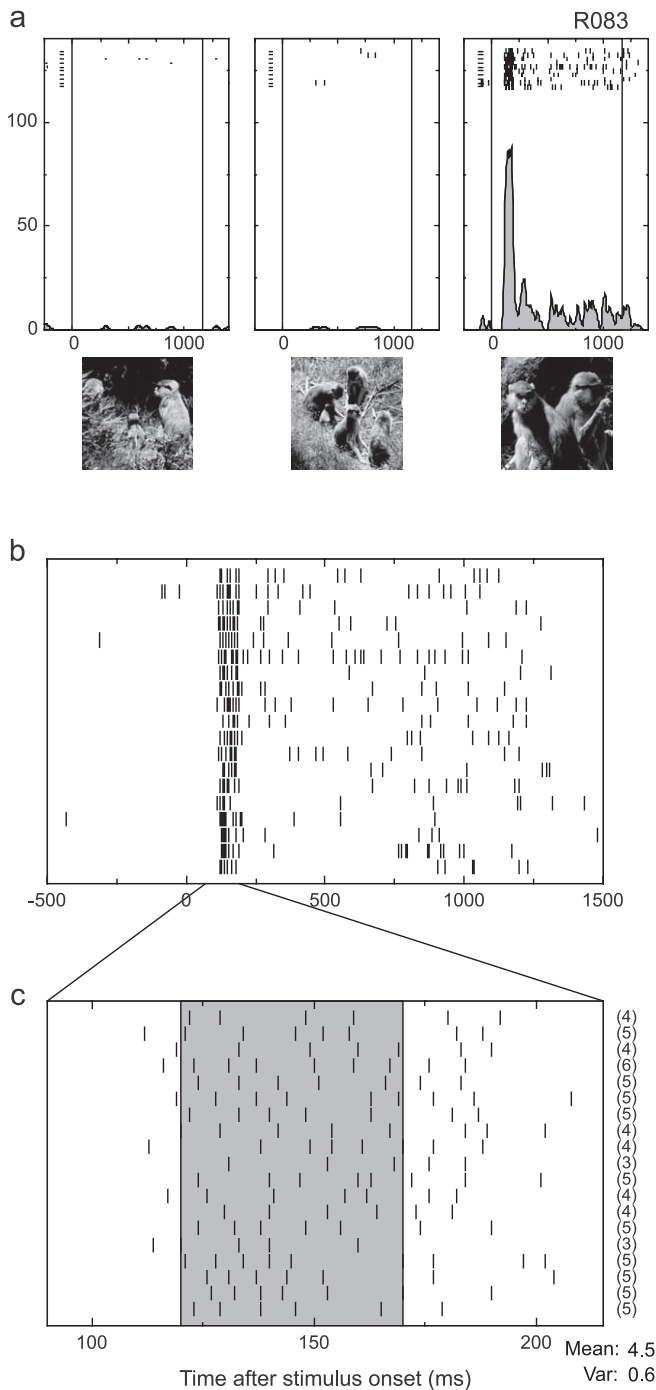 a
R083
100
50
0
0 1000 0 1000 0 1000
b
-500 0 500 1000 1500
c
(4)
(5)
(4)
(6)
(5)
(5)
(5)
(4)
(4)
(3)
(5)
(4)
(4)
(5)
(3)
(5)
(5)
(5)
(5)
100 150 200
Mean: 4.5
Time after stimulus onset (ms)
Var: 0.6